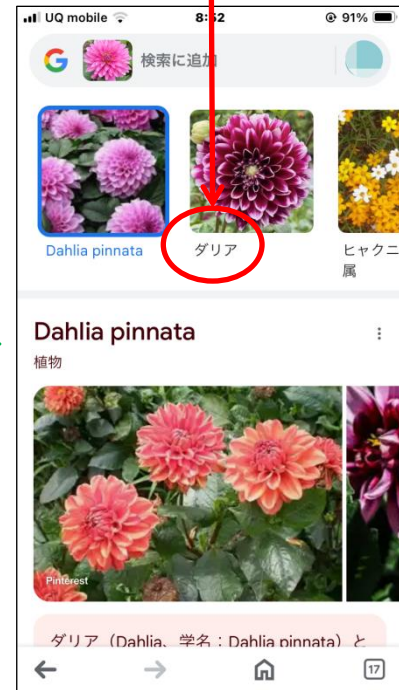 UQ mobile 8:52 91%
G 検索に追加
Dahlia pinnata ダリア ヒャクニ
属
Dahlia pinnata
植物
Pinterest
ダリア（Dahlia、学名：Dahlia pinnata）と
17